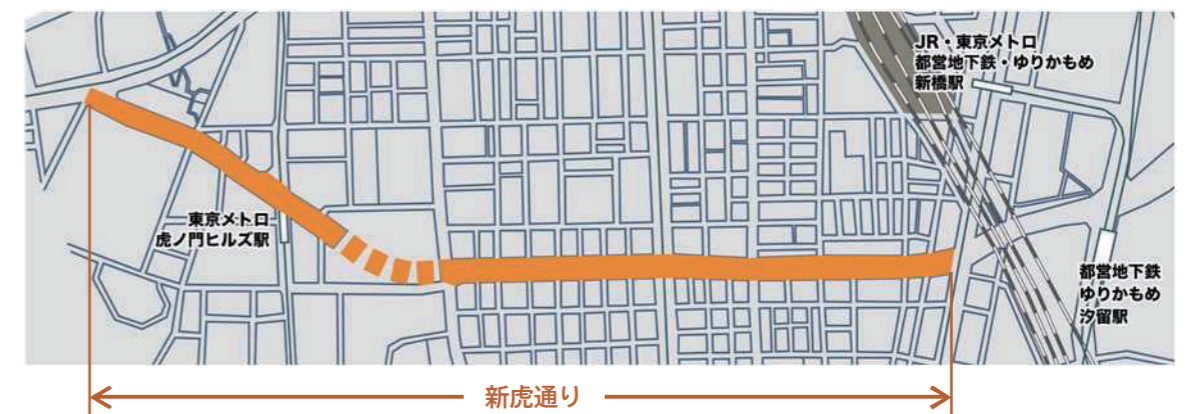 JR・東京メトロ
都営地下鉄・ゆりかもめ
新橋駅
東京メトロ
虎ノ門ヒルズ駅
都営地下鉄
ゆりかもめ
汐留駅
新虎通り